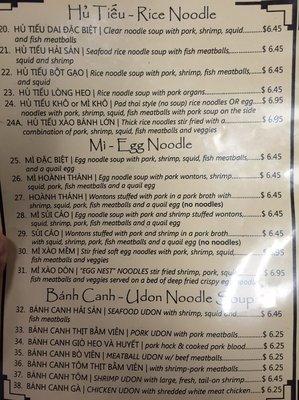 Hủ Tiếu - Rice Noodle
20. HỦ TIẾU DAI ĐẶC BIỆT | Clear noodle soup with pork, shrimp, squid........$ 6.45
and fish meatballs
21. HỦ TIẾU HẢI SẢN | Seafood rice noodle soup with fish meatballs,........$ 6.45
squid and shrimp
22. HỦ TIẾU BỘT GẠO | Rice noodle soup with pork, shrimp, fish meatballs........$ 6.45
and squid
23. HỦ TIẾU LÒNG HEO | Rice noodle soup with pork organs........$ 6.45
24. HỦ TIẾU KHÔ or MÌ KHÔ | Pad thai style (no soup) rice noodles OR egg........$ 6.95
noodles with pork, shrimp, squid, fish meatballs with pork soup on the side
24A. HỦ TIẾU XÀO BÁNH LỚN | Thick rice noodles stir fried with a........$ 6.95
combination of pork, shrimp, squid, fish meatballs and veggies
Mì - Egg Noodle
25. MÌ ĐẶC BIỆT | Egg noodle soup with pork, shrimp, squid, fish meatballs,........$ 6.45
and a quail egg
26. MÌ HOÀNH THÁNH | Egg noodle soup with pork wontons, shrimp,........$ 6.45
squid, pork, fish meatballs and a quail egg
27. HOÀNH THÁNH | Wontons stuffed with pork in a pork broth with........$ 6.45
shrimp, squid, pork, fish meatballs and a quail egg (no noodles)
28. MÌ SỦI CẢO | Egg noodle soup with pork and shrimp stuffed wontons,........$ 6.45
squid, shrimp, fish meatballs and a quail egg
29. SỦI CẢO | Wontons stuffed with pork and shrimp in a pork broth........$ 6.45
with squid, shrimp, pork, fish meatballs and a quail egg (no noodles)
30. MÌ XÀO MỀM | Stir fried soft egg noodles with pork, shrimp,........$ 6.95
squid, fish meatballs and veggies
31. MÌ XÀO DÒN | "EGG NEST" NOODLES stir fried shrimp, pork, squid,
fish meatballs and veggies served on a bed of deep fried crispy egg noodles
Bánh Canh - Udon Noodle Soup
32. BÁNH CANH HẢI SẢN | SEAFOOD UDON, shrimp, squid and........$ 6.45
fish meatballs
33. BÁNH CANH THỊT BẰM VIÊN | PORK UDON with pork meatballs........$ 6.25
34. BÁNH CANH GIÒ HEO VÀ HUYẾT | pork hock & cooked pork blood........$ 6.25
35. BÁNH CANH BÒ VIÊN | MEATBALL UDON w/ beef meatballs........$ 6.25
36. BÁNH CANH TÔM THỊT BẰM VIÊN | with shrimp-pork meatballs........$ 6.25
37. BÁNH CANH TÔM | SHRIMP UDON with large, fresh, tail-on shrimp........$ 6.45
38. BÁNH CANH GÀ | CHICKEN UDON with shredded white meat chicken........$ 6.25